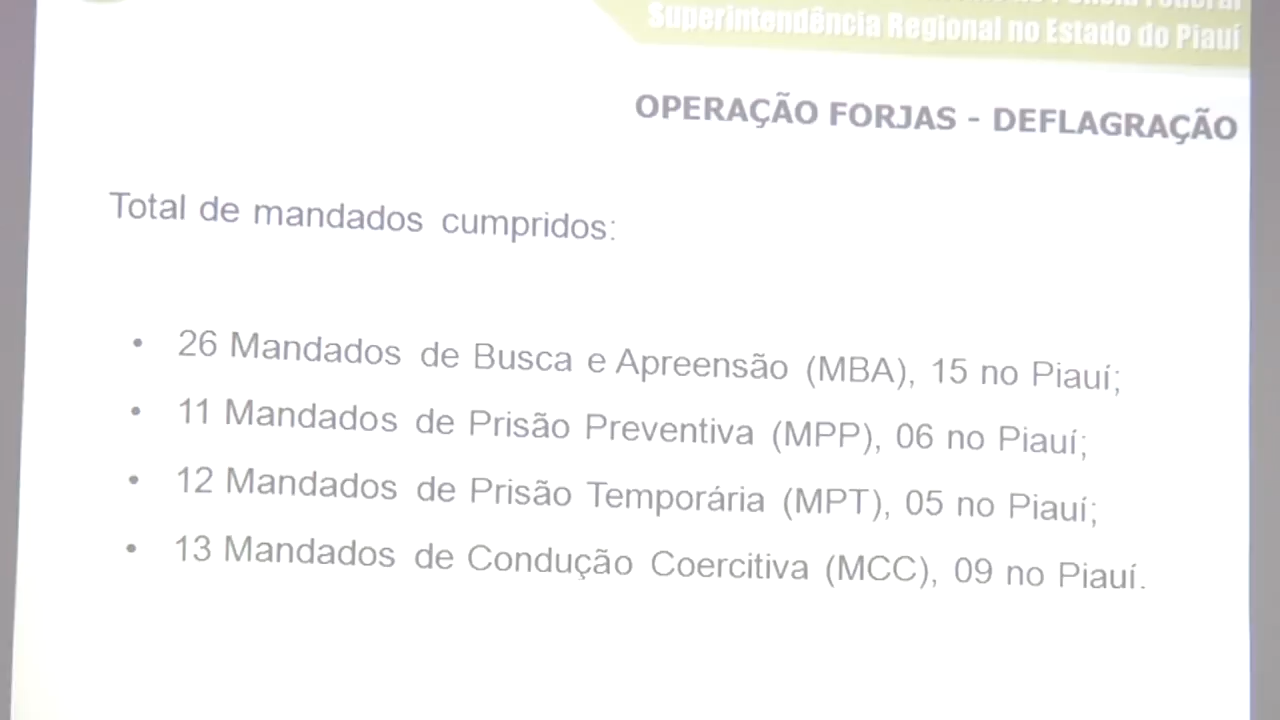 Superintendência Regional no Estado do Piauí
OPERAÇÃO FORJAS - DEFLAGRAÇÃO
Total de mandados cumpridos:
• 26 Mandados de Busca e Apreensão (MBA), 15 no Piauí;
• 11 Mandados de Prisão Preventiva (MPP), 06 no Piauí;
• 12 Mandados de Prisão Temporária (MPT), 05 no Piauí;
• 13 Mandados de Condução Coercitiva (MCC), 09 no Piauí.